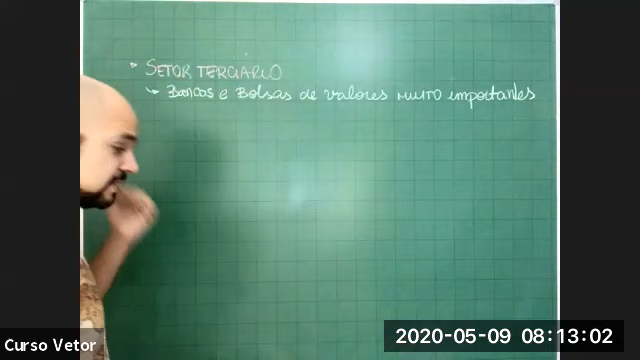 SETOR TERCIÁRIO
↳ Bancos e Bolsas de valores MUITO importantes
Curso Vetor
2020-05-09 08:13:02